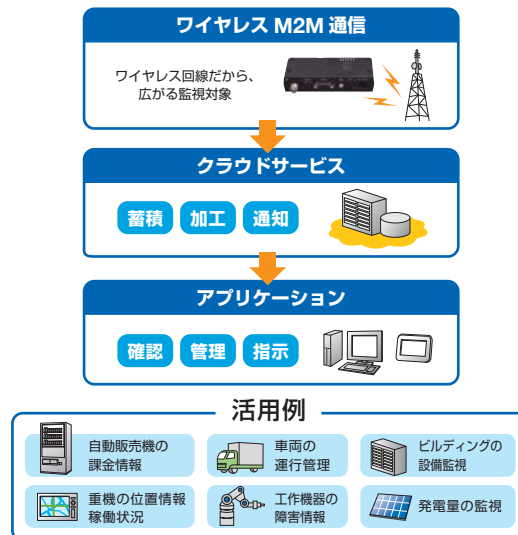 ワイヤレス M2M 通信
ワイヤレス回線だから、
広がる監視対象
クラウドサービス
蓄積 加工 通知
アプリケーション
確認 管理 指示
活用例
自動販売機の
課金情報
車両の
運行管理
ビルディングの
設備監視
重機の位置情報
稼働状況
工作機器の
障害情報
発電量の監視